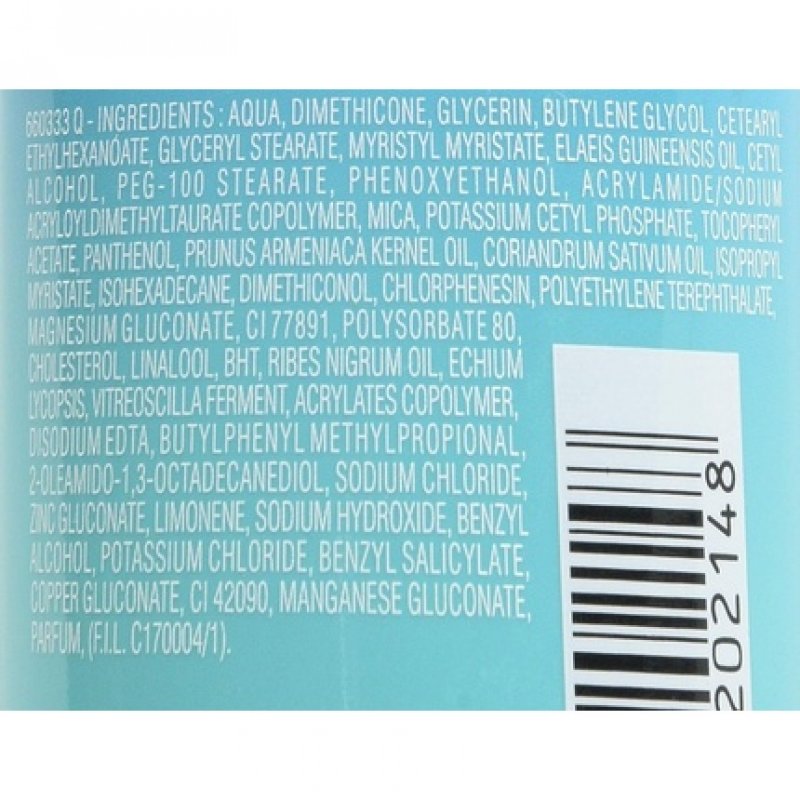 660333 Q - INGREDIENTS : AQUA, DIMETHICONE, GLYCERIN, BUTYLENE GLYCOL, CETEARYL
ETHYLHEXANOATE, GLYCERYL STEARATE, MYRISTYL MYRISTATE, ELAEIS GUINEENSIS OIL, CETYL
ALCOHOL, PEG-100 STEARATE, PHENOXYETHANOL, ACRYLAMIDE/SODIUM
ACRYLOYLDIMETHYLTAURATE COPOLYMER, MICA, POTASSIUM CETYL PHOSPHATE, TOCOPHERYL
ACETATE, PANTHENOL, PRUNUS ARMENIACA KERNEL OIL, CORIANDRUM SATIVUM OIL, ISOPROPYL
MYRISTATE, ISOHEXADECANE, DIMETHICONOL, CHLORPHENESIN, POLYETHYLENE TEREPHTHALATE,
MAGNESIUM GLUCONATE, CI 77891, POLYSORBATE 80,
CHOLESTEROL, LINALOOL, BHT, RIBES NIGRUM OIL, ECHIUM
LYCOPSIS, VITREOSCILLA FERMENT, ACRYLATES COPOLYMER,
DISODIUM EDTA, BUTYLPHENYL METHYLPROPIONAL,
2-OLEAMIDO-1,3-OCTADECANEDIOL, SODIUM CHLORIDE,
ZINC GLUCONATE, LIMONENE, SODIUM HYDROXIDE, BENZYL
ALCOHOL, POTASSIUM CHLORIDE, BENZYL SALICYLATE,
COPPER GLUCONATE, CI 42090, MANGANESE GLUCONATE,
PARFUM, (F.I.L. C170004/1).
202148